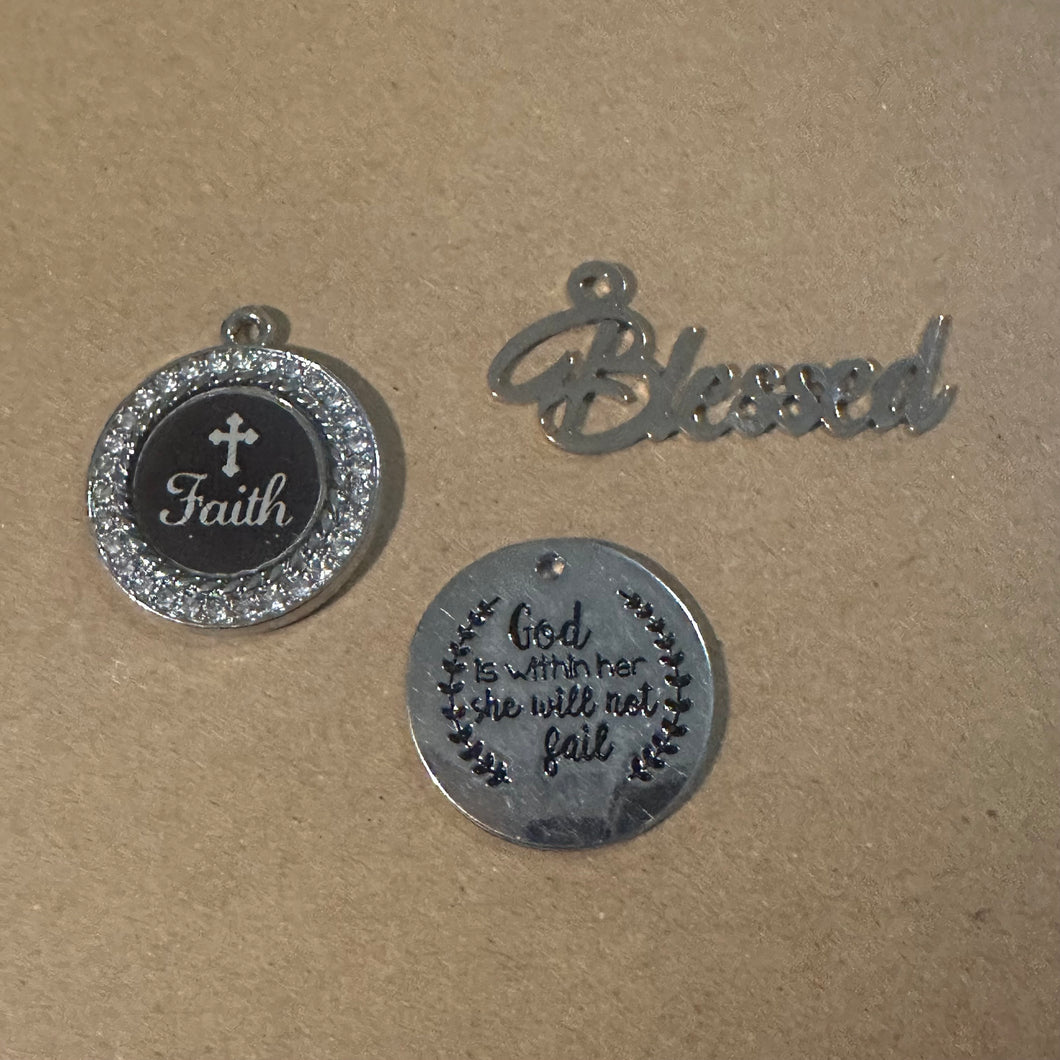 Blessed
Faith
God
is within her
she will not
fail